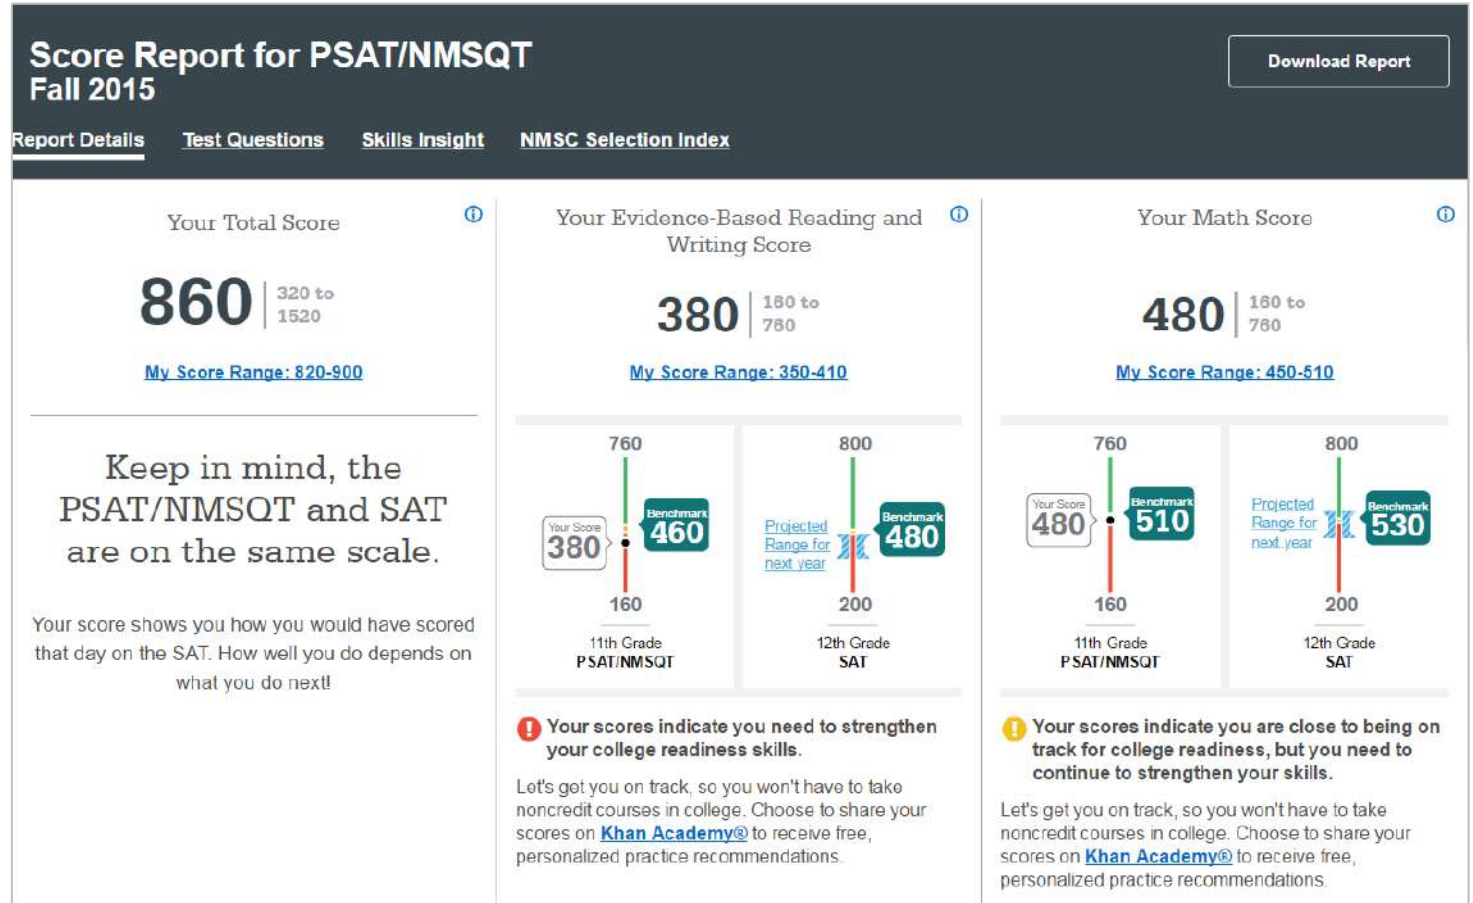 Score Report for PSAT/NMSQT
Fall 2015
Download Report
Report Details
Test Questions
Skills Insight
NMSC Selection Index
Your Total Score
860
320 to
1520
My Score Range: 820-900
Keep in mind, the
PSAT/NMSQT and SAT
are on the same scale.
Your score shows you how you would have scored
that day on the SAT. How well you do depends on
what you do next!
Your Evidence-Based Reading and
Writing Score
380
160 to
760
My Score Range: 350-410
760
Your Score
380
Benchmark
460
160
11th Grade
PSAT/NMSQT
800
Projected
Range for
next year
Benchmark
480
200
12th Grade
SAT
Your scores indicate you need to strengthen
your college readiness skills.
Let's get you on track, so you won't have to take
noncredit courses in college. Choose to share your
scores on Khan Academy® to receive free,
personalized practice recommendations.
Your Math Score
480
160 to
760
My Score Range: 450-510
760
Your Score
480
Benchmark
510
160
11th Grade
PSAT/NMSQT
800
Projected
Range for
next year
Benchmark
530
200
12th Grade
SAT
Your scores indicate you are close to being on
track for college readiness, but you need to
continue to strengthen your skills.
Let's get you on track, so you won't have to take
noncredit courses in college. Choose to share your
scores on Khan Academy® to receive free,
personalized practice recommendations.